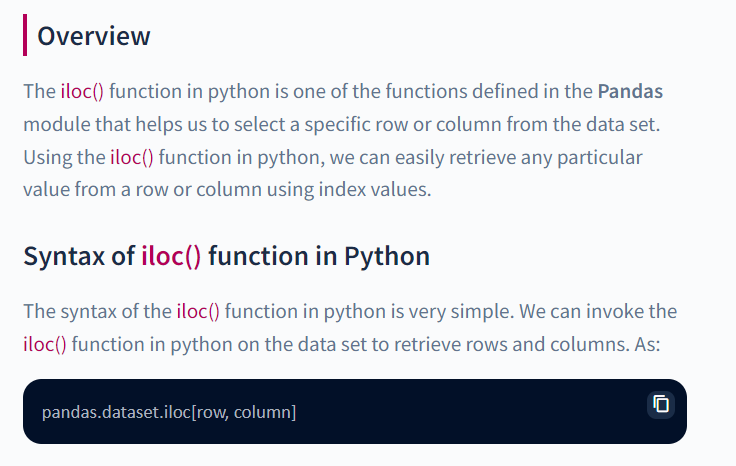 Overview
The iloc() function in python is one of the functions defined in the Pandas
module that helps us to select a specific row or column from the data set.
Using the iloc() function in python, we can easily retrieve any particular
value from a row or column using index values.
Syntax of iloc() function in Python
The syntax of the iloc() function in python is very simple. We can invoke the
iloc() function in python on the data set to retrieve rows and columns. As:
pandas.dataset.iloc[row, column]